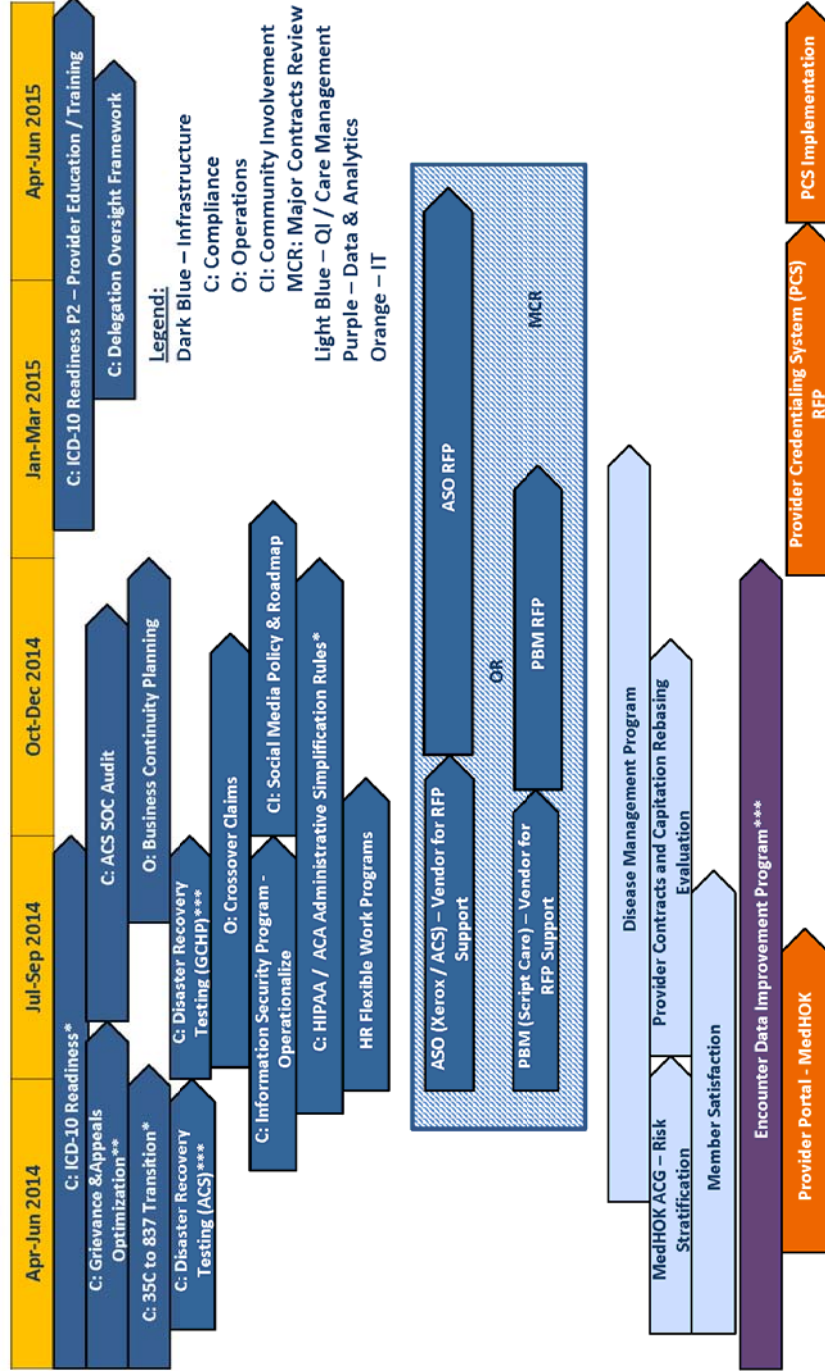 Apr-Jun 2014
Jul-Sep 2014
Oct-Dec 2014
Jan-Mar 2015
Apr-Jun 2015
C: ICD-10 Readiness*
C: ICD-10 Readiness P2 – Provider Education / Training
C: Grievance &Appeals
Optimization**
C: ACS SOC Audit
C: Delegation Oversight Framework
C: 35C to 837 Transition*
O: Business Continuity Planning
C: Disaster Recovery
Testing (ACS)***
C: Disaster Recovery
Testing (GCHP)***
O: Crossover Claims
C: Information Security Program -
Operationalize
CI: Social Media Policy & Roadmap
C: HIPAA / ACA Administrative Simplification Rules*
HR Flexible Work Programs
Legend:
Dark Blue – Infrastructure
C: Compliance
O: Operations
CI: Community Involvement
MCR: Major Contracts Review
Light Blue – QI / Care Management
Purple – Data & Analytics
Orange – IT
ASO (Xerox / ACS) – Vendor for RFP
Support
ASO RFP
OR
PBM (Script Care) – Vendor for
RFP Support
PBM RFP
MCR
Disease Management Program
MedHOK ACG – Risk
Stratification
Provider Contracts and Capitation Rebasing
Evaluation
Member Satisfaction
Encounter Data Improvement Program***
Provider Portal - MedHOK
Provider Credentialing System (PCS)
RFP
PCS Implementation